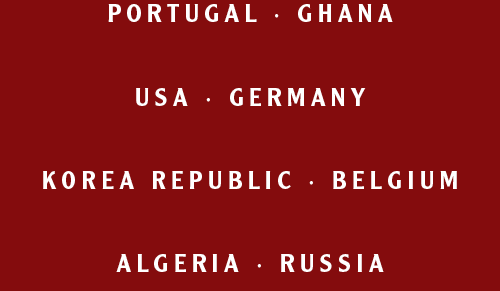 PORTUGAL · GHANA
USA · GERMANY
KOREA REPUBLIC · BELGIUM
ALGERIA · RUSSIA